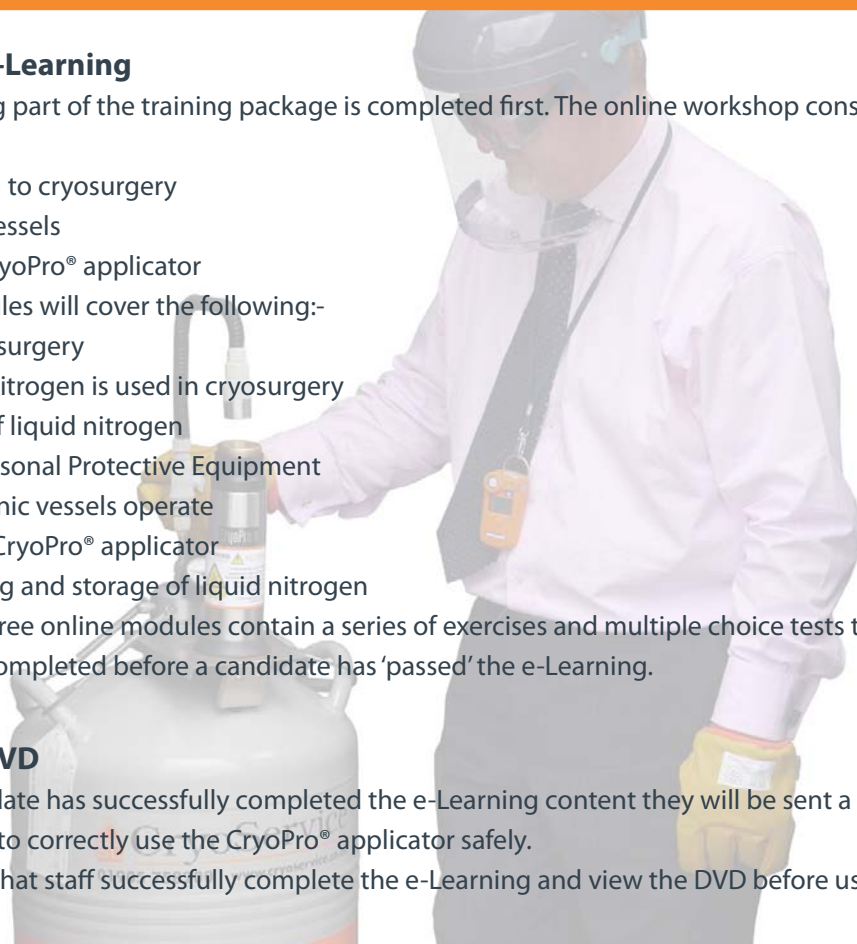 -Learning
g part of the training package is completed first. The online workshop cons
to cryosurgery
essels
yoPro® applicator
les will cover the following:-
surgery
itrogen is used in cryosurgery
f liquid nitrogen
sonal Protective Equipment
nic vessels operate
CryoPro® applicator
g and storage of liquid nitrogen
ree online modules contain a series of exercises and multiple choice tests t
ompleted before a candidate has ‘passed’ the e-Learning.
VD
late has successfully completed the e-Learning content they will be sent a
to correctly use the CryoPro® applicator safely.
hat staff successfully complete the e-Learning and view the DVD before us
CryoPro
CryoService